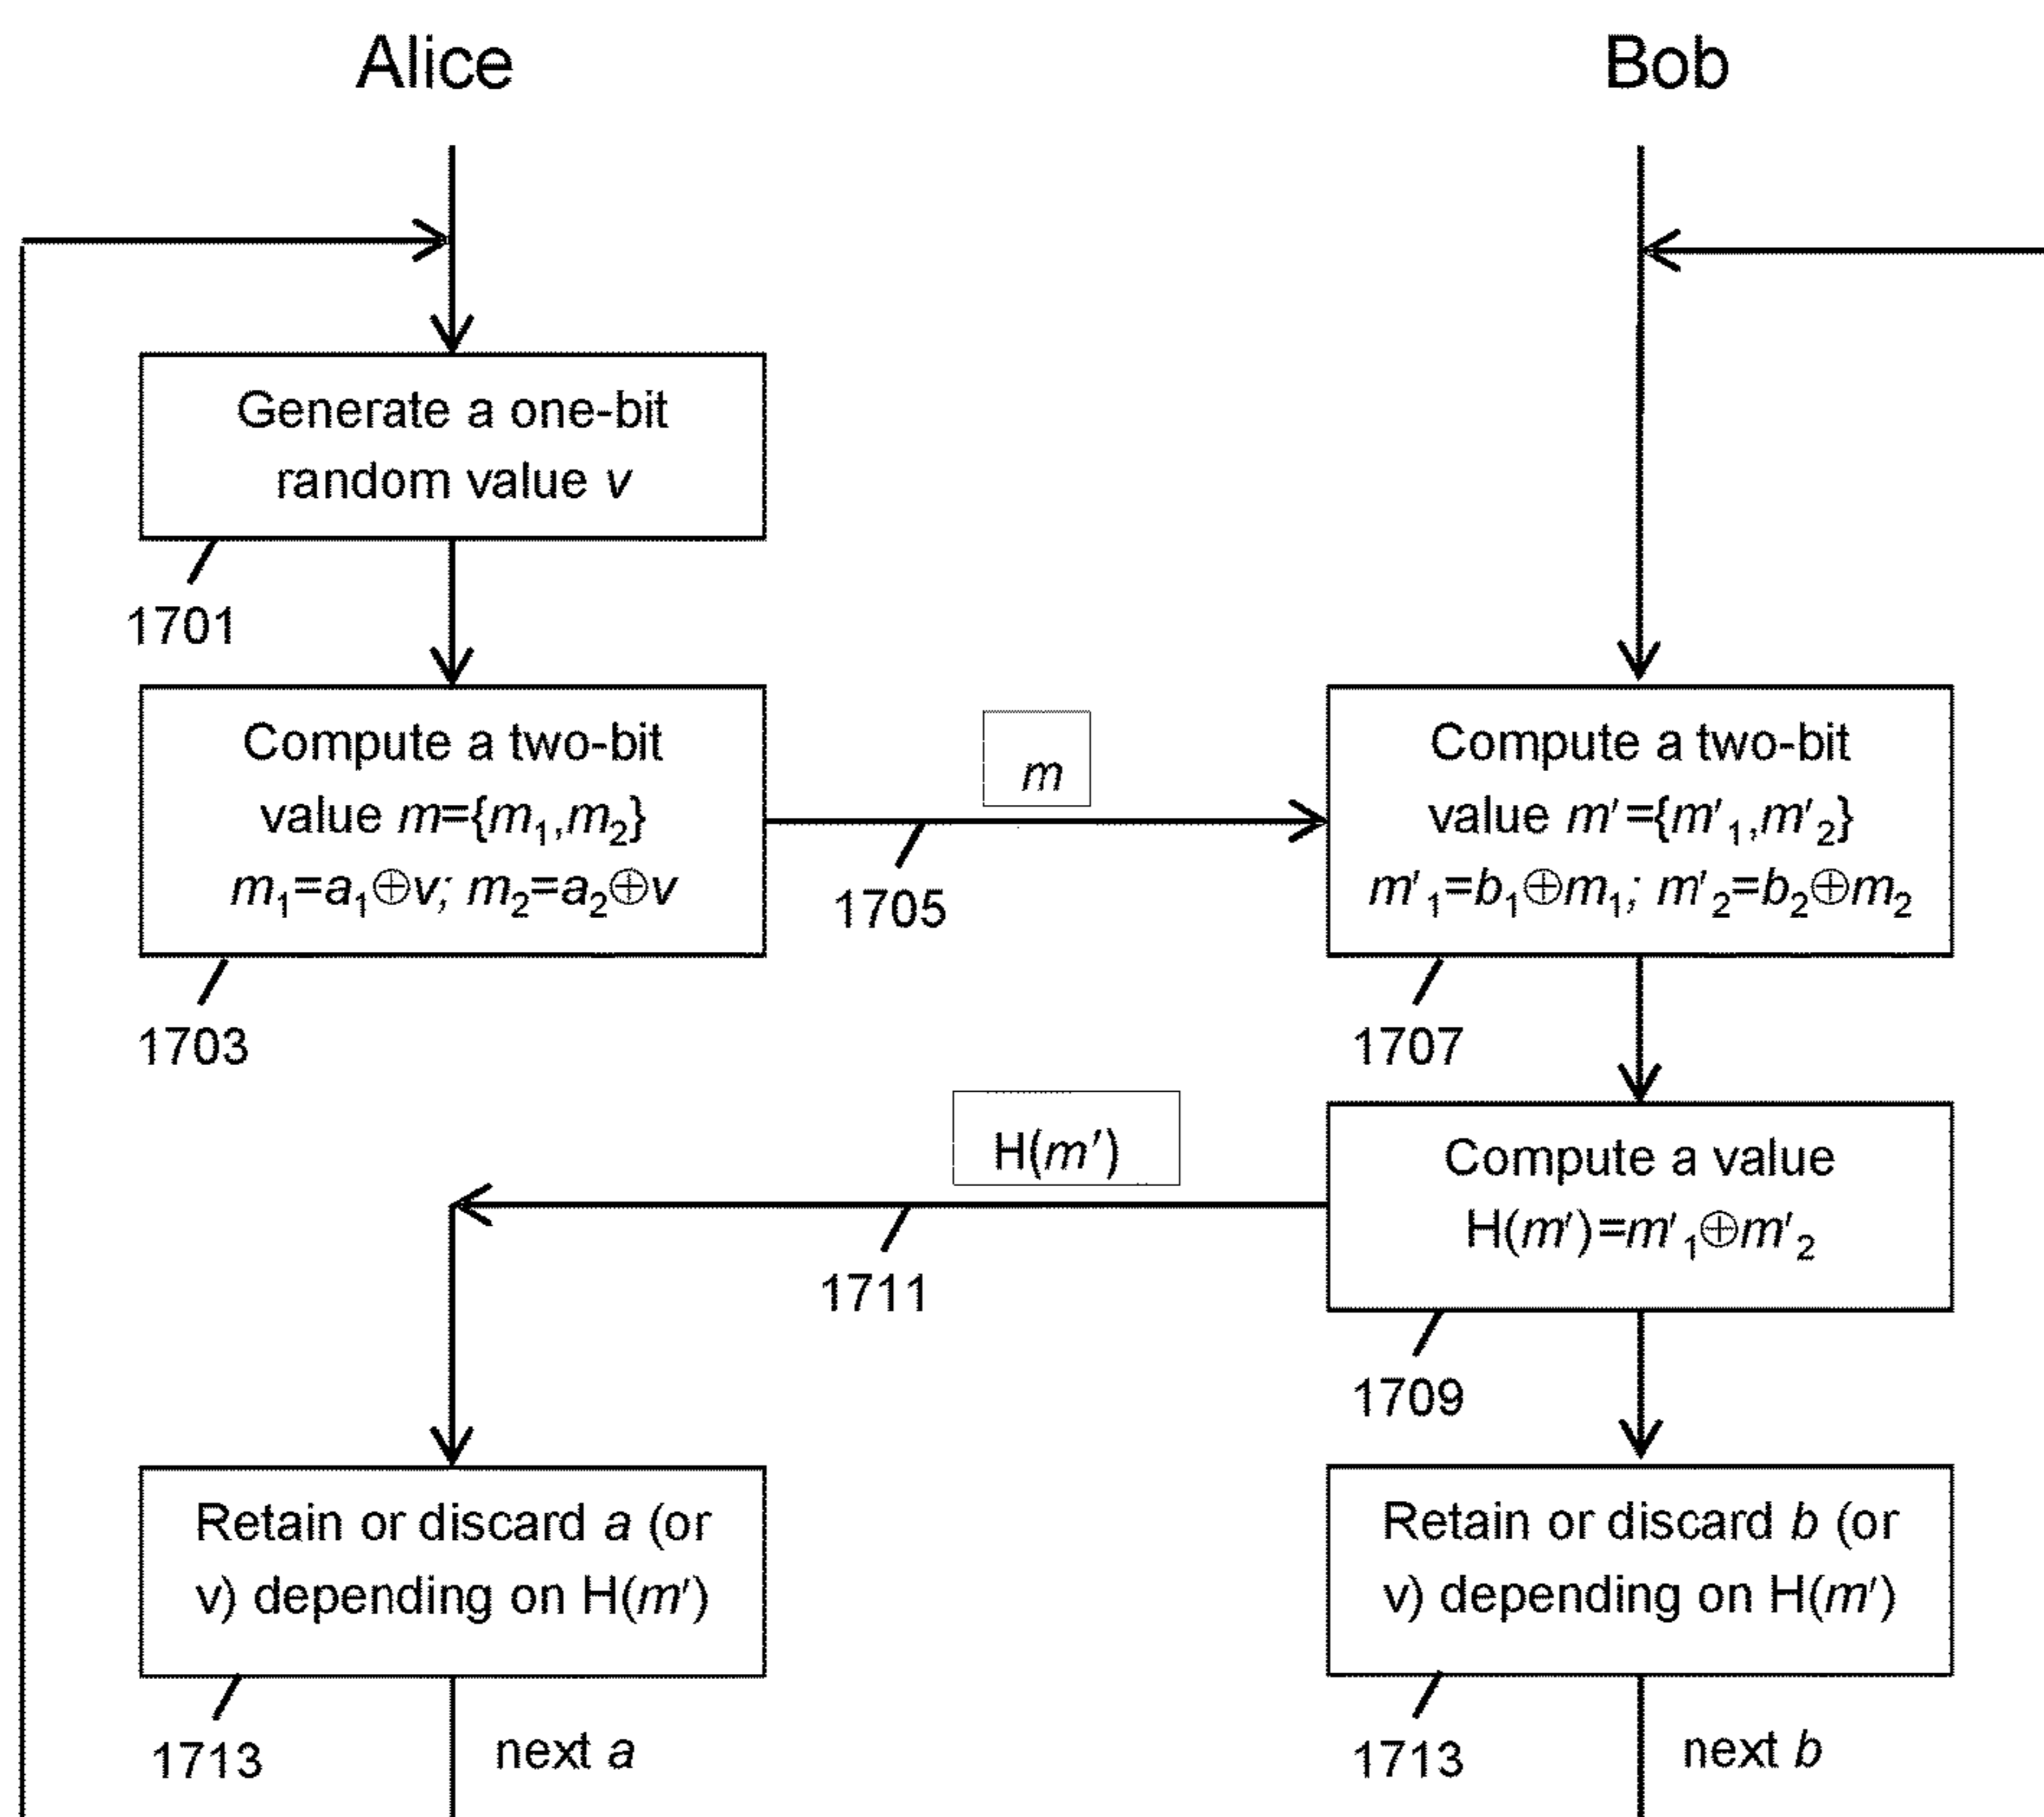 Alice
Bob
Generate a one-bit
random value v
1701
Compute a two-bit
value m={m₁,m₂}
m₁=a₁⊕v; m₂=a₂⊕v
1703
m
1705
Compute a two-bit
value m′={m′₁,m′₂}
m′₁=b₁⊕m₁; m′₂=b₂⊕m₂
1707
H(m′)
1711
Compute a value
H(m′)=m′₁⊕m′₂
1709
Retain or discard a (or
v) depending on H(m′)
1713
next a
Retain or discard b (or
v) depending on H(m′)
1713
next b